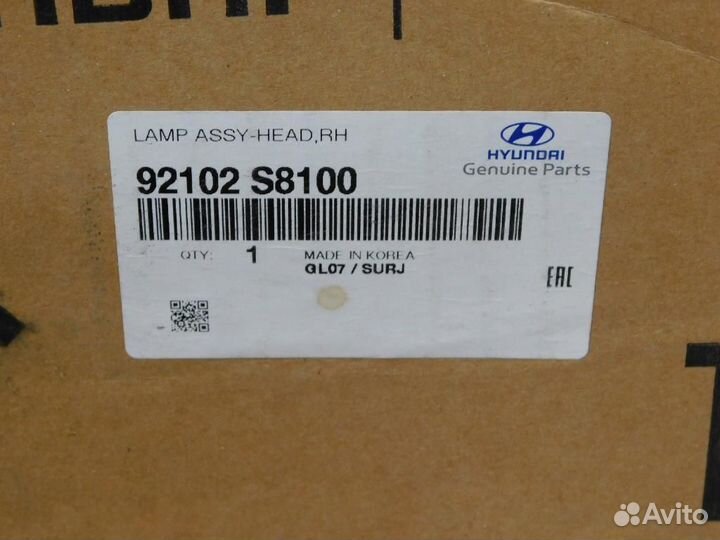 LAMP ASSY-HEAD,RH
92102 S8100
HYUNDAI
Genuine Parts
QTY: 1 MADE IN KOREA
GL07 / SURJ
EAC
Avito